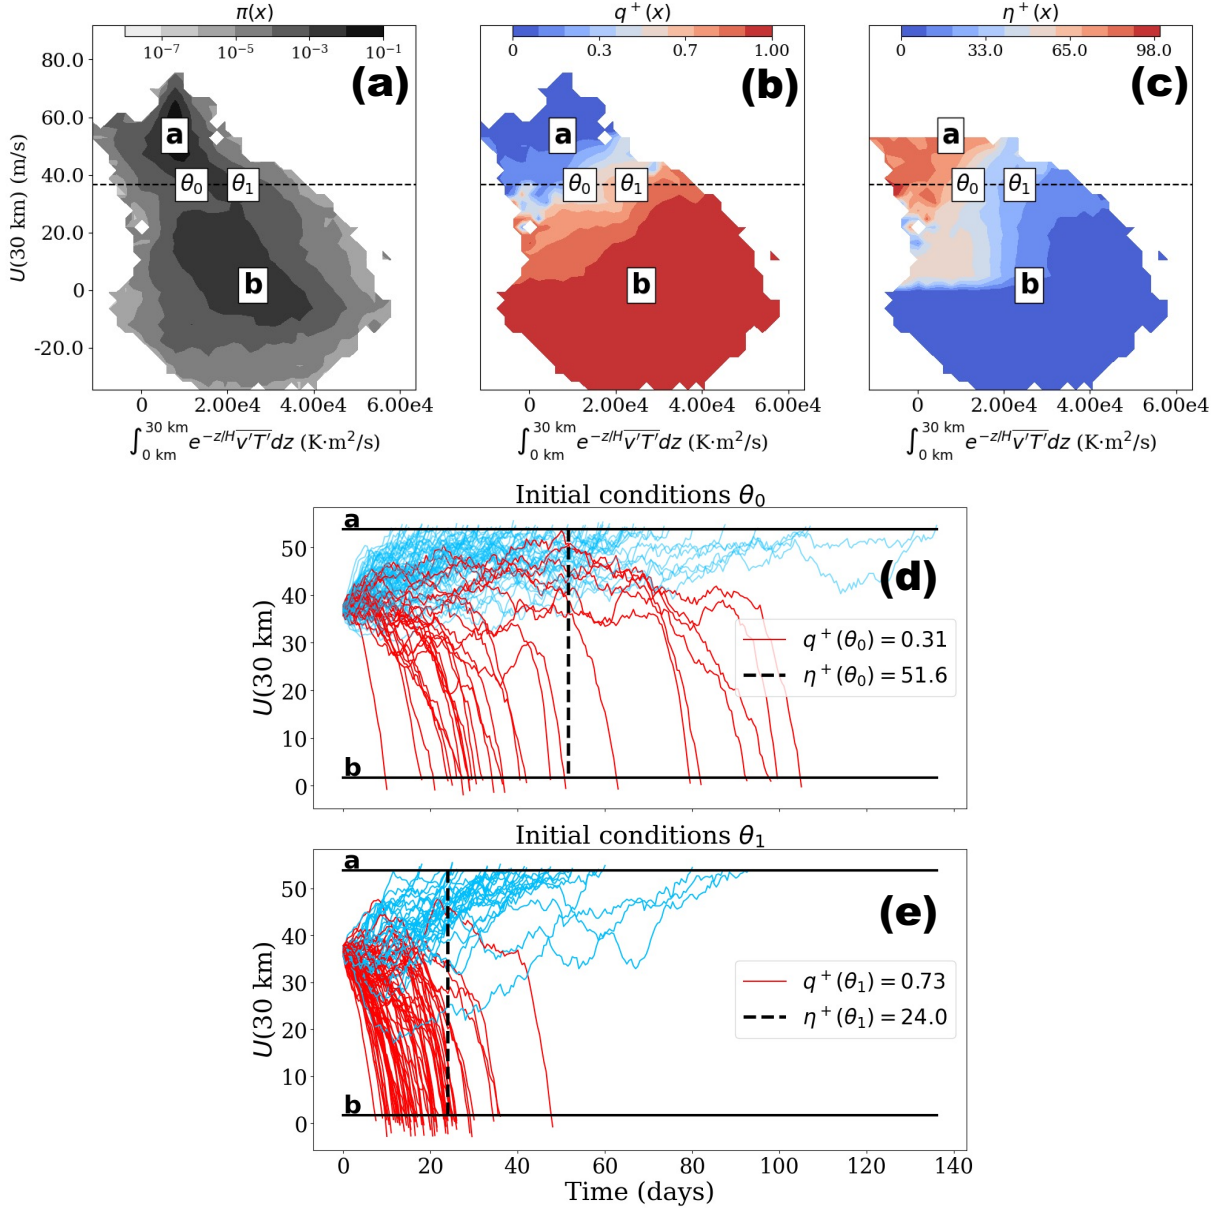 π(x)
q⁺(x)
η⁺(x)
10⁻⁷ 10⁻⁵ 10⁻³ 10⁻¹
0 0.3 0.7 1.00
0 33.0 65.0 98.0
(a)
(b)
(c)
80.0
60.0
40.0
20.0
0
-20.0
U(30 km) (m/s)
a
θ₀ θ₁
b
a
θ₀ θ₁
b
a
θ₀ θ₁
b
0 2.00e4 4.00e4 6.00e4
0 2.00e4 4.00e4 6.00e4
0 2.00e4 4.00e4 6.00e4
∫₀ ₖₘ³⁰ ᵏᵐ e^{-z/H} \overline{v'T'}dz (K·m²/s)
∫₀ ₖₘ³⁰ ᵏᵐ e^{-z/H} \overline{v'T'}dz (K·m²/s)
∫₀ ₖₘ³⁰ ᵏᵐ e^{-z/H} \overline{v'T'}dz (K·m²/s)
Initial conditions θ₀
a
(d)
50
40
30
20
10
0
U(30 km)
q⁺(θ₀) = 0.31
η⁺(θ₀) = 51.6
b
Initial conditions θ₁
a
(e)
50
40
30
20
10
0
U(30 km)
q⁺(θ₁) = 0.73
η⁺(θ₁) = 24.0
b
0 20 40 60 80 100 120 140
Time (days)